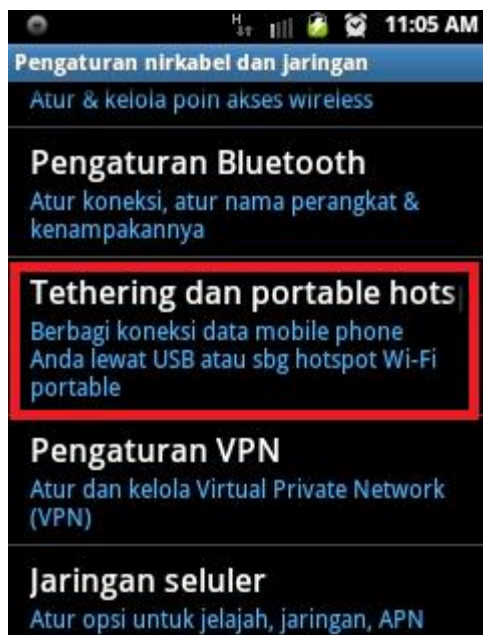 H 11:05 AM
Pengaturan nirkabel dan jaringan
Atur & kelola poin akses wireless
Pengaturan Bluetooth
Atur koneksi, atur nama perangkat &
kenampakannya
Tethering dan portable hots
Berbagi koneksi data mobile phone
Anda lewat USB atau sbg hotspot Wi-Fi
portable
Pengaturan VPN
Atur dan kelola Virtual Private Network
(VPN)
Jaringan seluler
Atur opsi untuk jelajah, jaringan, APN